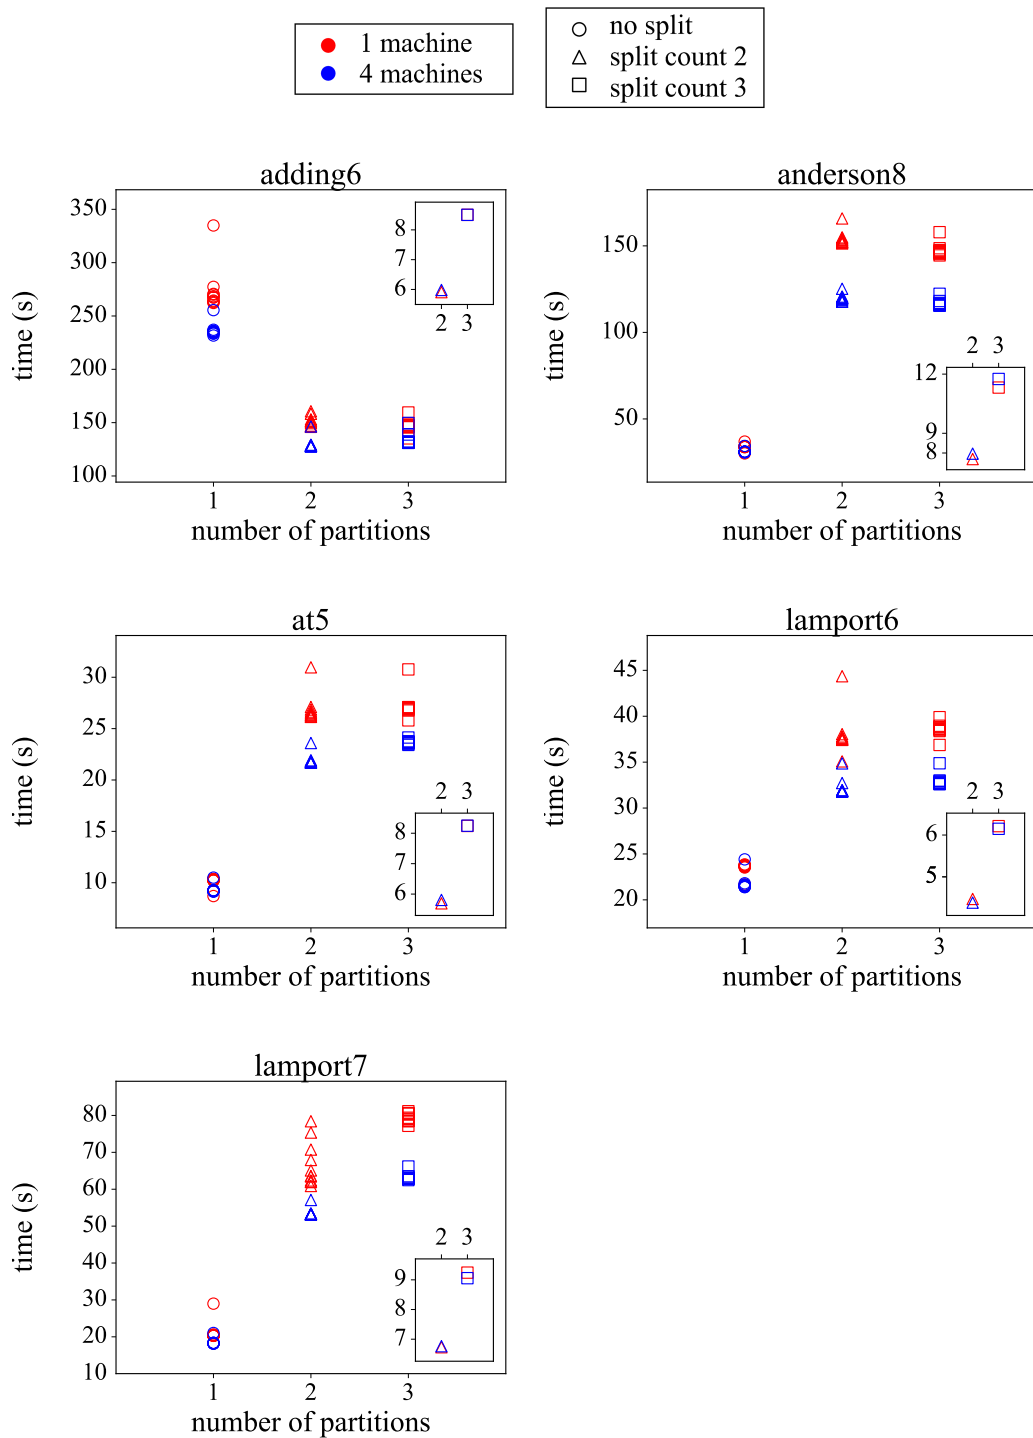 1 machine
4 machines
no split
split count 2
split count 3
adding6
time (s)
350
300
250
200
150
100
1 2 3
number of partitions
8
7
6
2 3
anderson8
time (s)
150
100
50
1 2 3
number of partitions
2 3
12
9
8
at5
time (s)
30
25
20
15
10
1 2 3
number of partitions
2 3
8
7
6
lamport6
time (s)
45
40
35
30
25
20
1 2 3
number of partitions
2 3
6
5
lamport7
time (s)
80
70
60
50
40
30
20
10
1 2 3
number of partitions
2 3
9
8
7